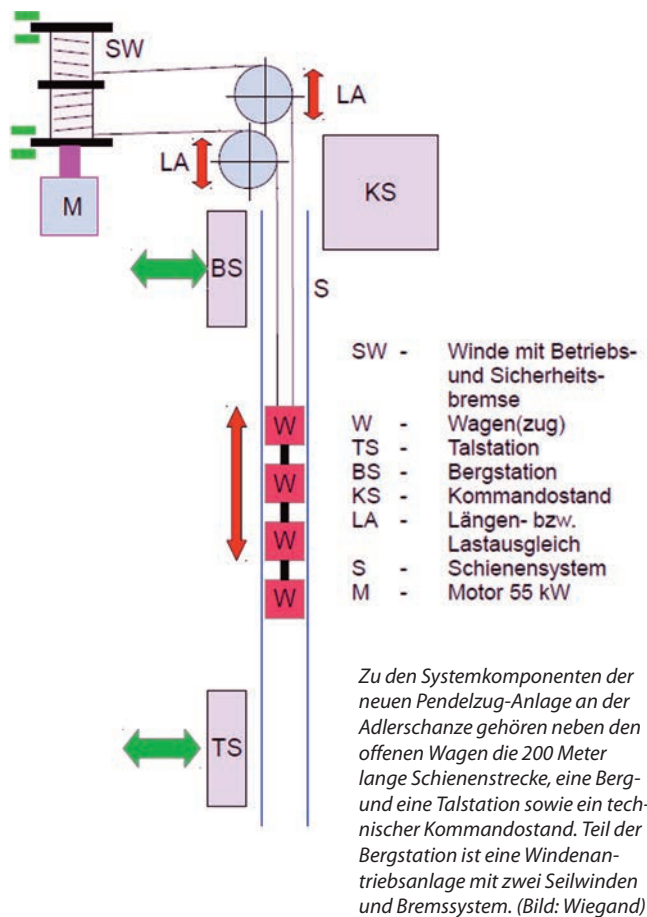 SW
LA
LA
M
KS
BS
S
W
W
W
W
TS
SW - Winde mit Betriebs-
und Sicherheits-
bremse
W - Wagen(zug)
TS - Talstation
BS - Bergstation
KS - Kommandostand
LA - Längen- bzw.
Lastausgleich
S - Schienensystem
M - Motor 55 kW
Zu den Systemkomponenten der
neuen Pendelzug-Anlage an der
Adlerschanze gehören neben den
offenen Wagen die 200 Meter
lange Schienenstrecke, eine Berg-
und eine Talstation sowie ein tech-
nischer Kommandostand. Teil der
Bergstation ist eine Windenan-
triebsanlage mit zwei Seilwinden
und Bremssystem. (Bild: Wiegand)